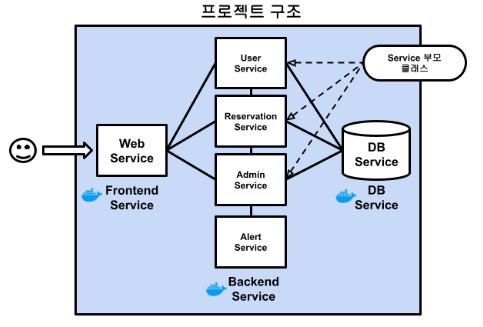 프로젝트 구조
User
Service
Service 부모
클래스
Reservation
Service
Web
Service
DB
Service
Admin
Service
Frontend
Service
DB
Service
Alert
Service
Backend
Service